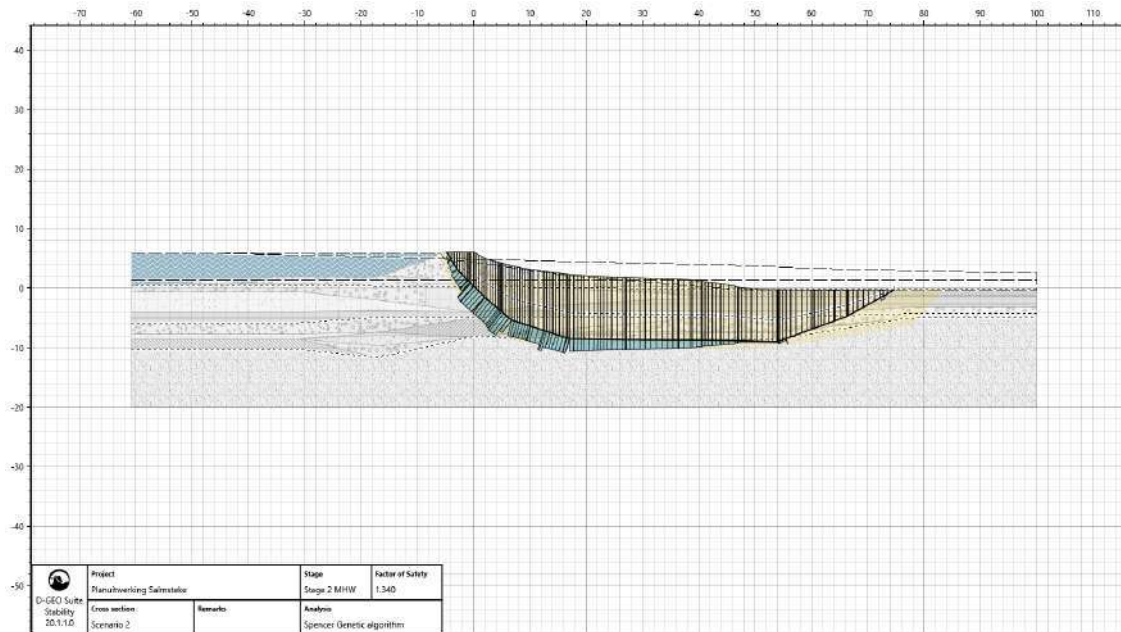 -70 -60 -50 -40 -30 -20 -10 0 10 20 30 40 50 60 70 80 90 100 110
40
30
20
10
0
-10
-20
-30
-40
-50
D-GEO Suite
Stability
20.1.1.0
Project
Planuitwerking Salmsteke
Stage
Stage 2 MHW
Factor of Safety
1.340
Cross section
Scenario 2
Remarks
Analysis
Spencer Genetic algorithm